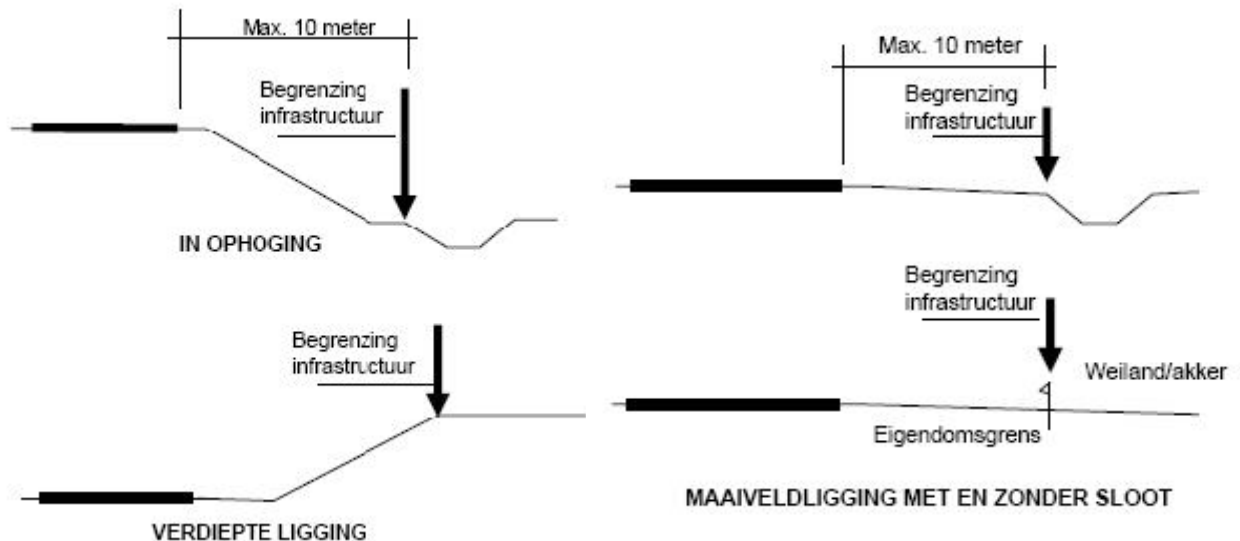 Max. 10 meter
Begrenzing
infrastructuur
IN OPHOGING
Begrenzing
infrastructuur
VERDIEPTE LIGGING
Max. 10 meter
Begrenzing
infrastructuur
Begrenzing
infrastructuur
Weiland/akker
Eigendomsgrens
MAAIVELDLIGGING MET EN ZONDER SLOOT